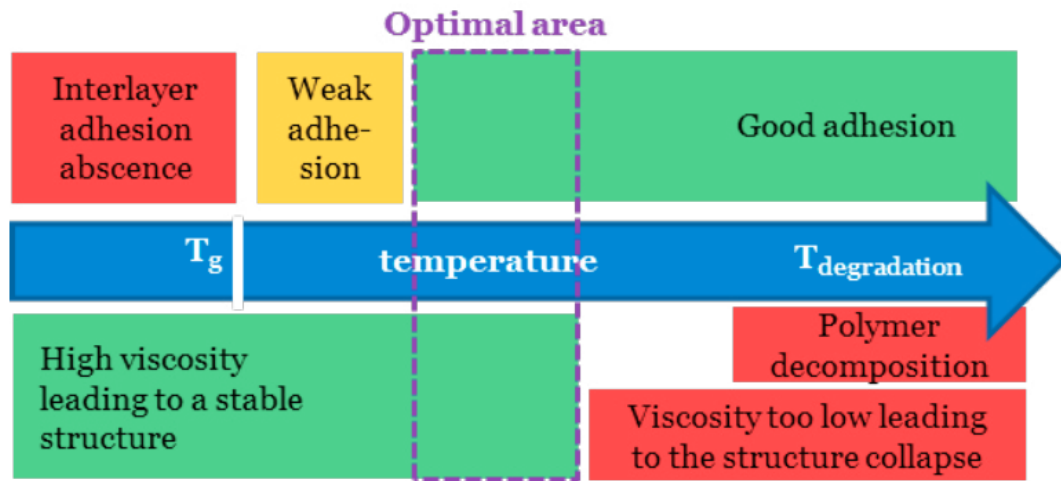 Optimal area
Interlayer
adhesion
abscence
Weak
adhe-
sion
Good adhesion
Tg
temperature
Tdegradation
High viscosity
leading to a stable
structure
Polymer
decomposition
Viscosity too low leading
to the structure collapse